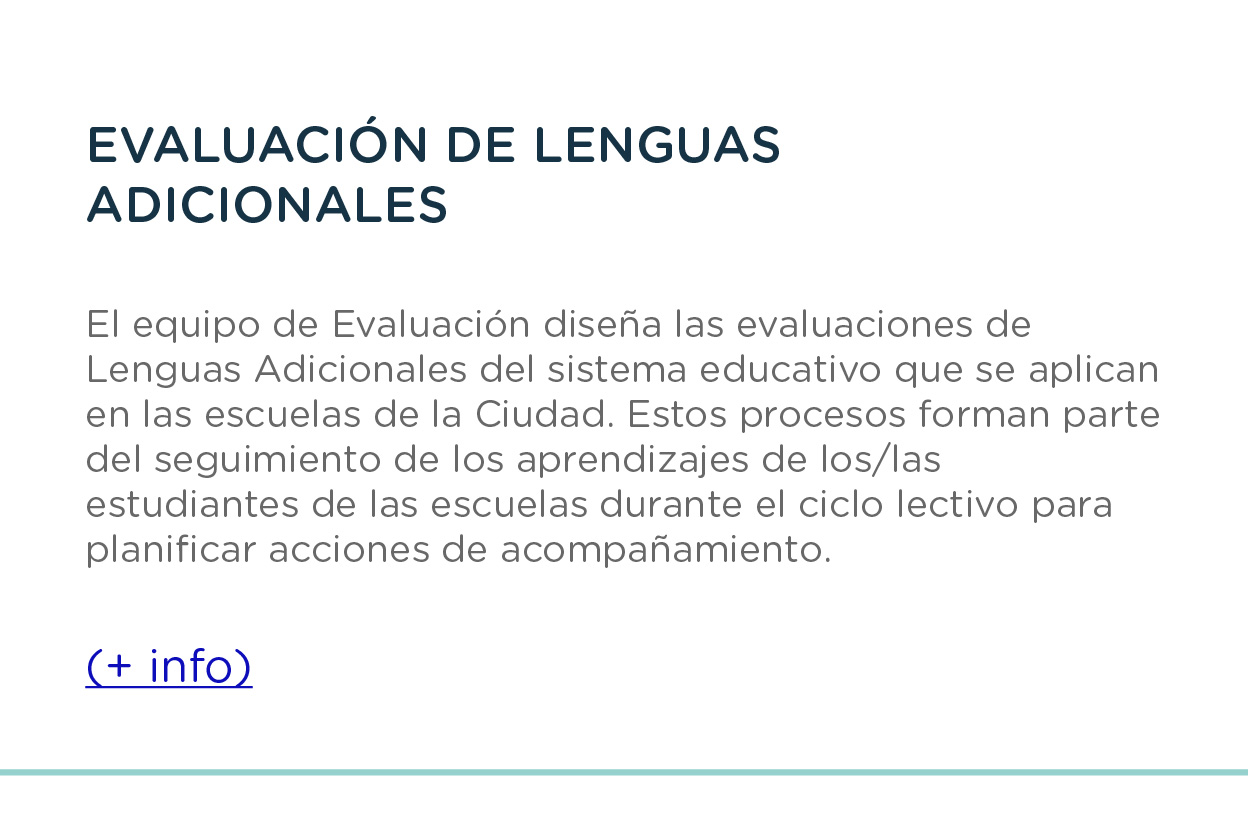 EVALUACIÓN DE LENGUAS
ADICIONALES
El equipo de Evaluación diseña las evaluaciones de
Lenguas Adicionales del sistema educativo que se aplican
en las escuelas de la Ciudad. Estos procesos forman parte
del seguimiento de los aprendizajes de los/las
estudiantes de las escuelas durante el ciclo lectivo para
planificar acciones de acompañamiento.
(+ info)